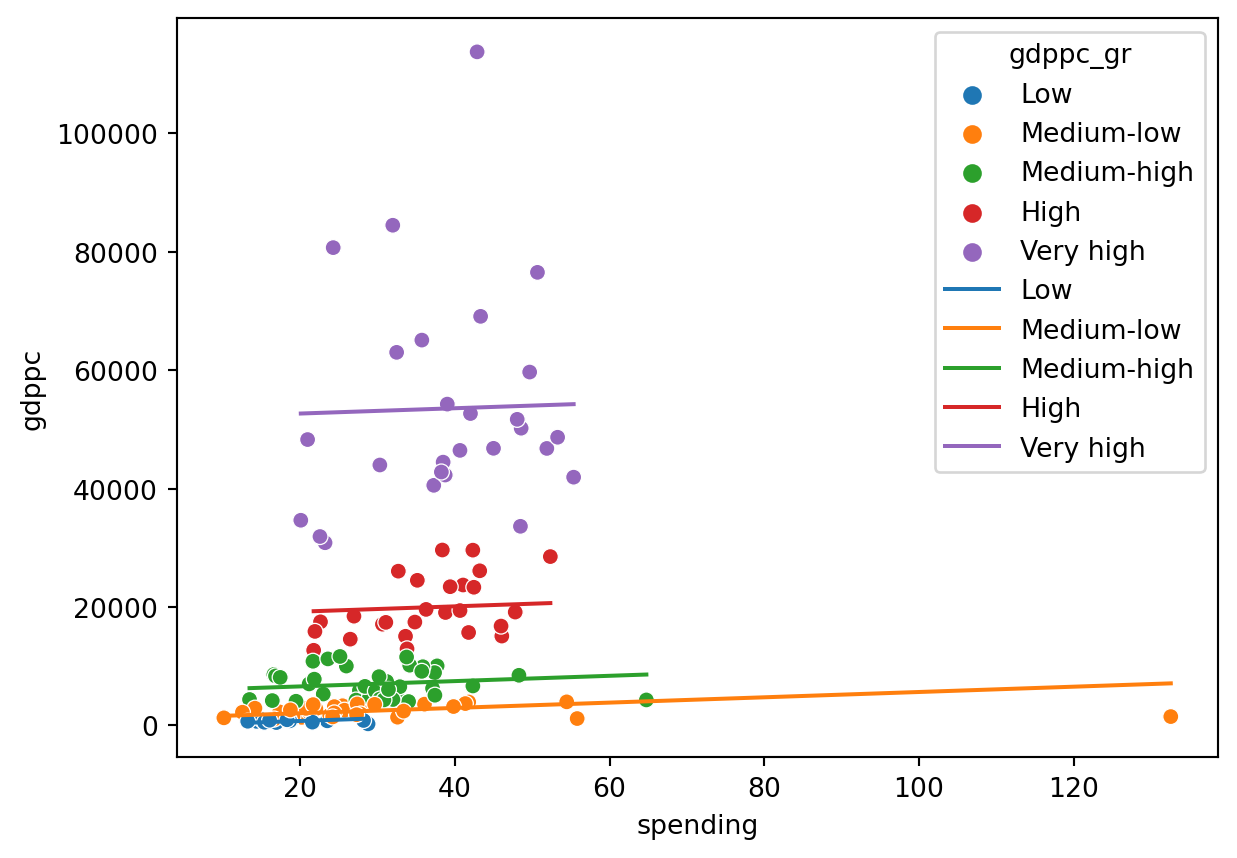 gdppc_gr
Low
Medium-low
Medium-high
High
Very high
Low
Medium-low
Medium-high
High
Very high
100000
80000
60000
40000
20000
0
gdppc
20 40 60 80 100 120
spending